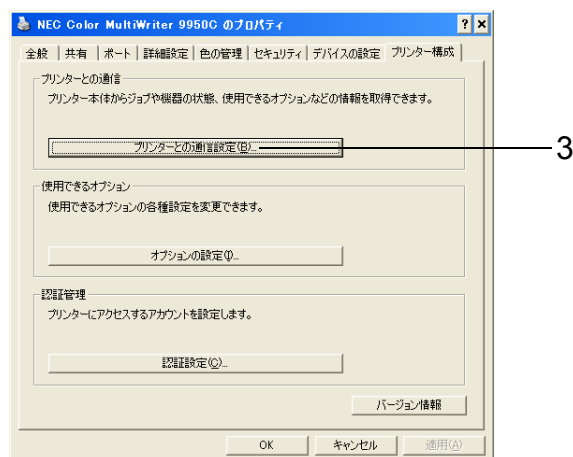 NEC Color MultiWriter 9950C のプロパティ
全般 共有 ポート 詳細設定 色の管理 セキュリティ デバイスの設定 プリンター構成
プリンターとの通信
プリンター本体からジョブや機器の状態、使用できるオプションなどの情報を取得できます。
プリンターとの通信設定(B)... 3
使用できるオプション
使用できるオプションの各種設定を変更できます。
オプションの設定(I)...
認証管理
プリンターにアクセスするアカウントを設定します。
認証設定(C)...
バージョン情報
OK キャンセル 適用(A)